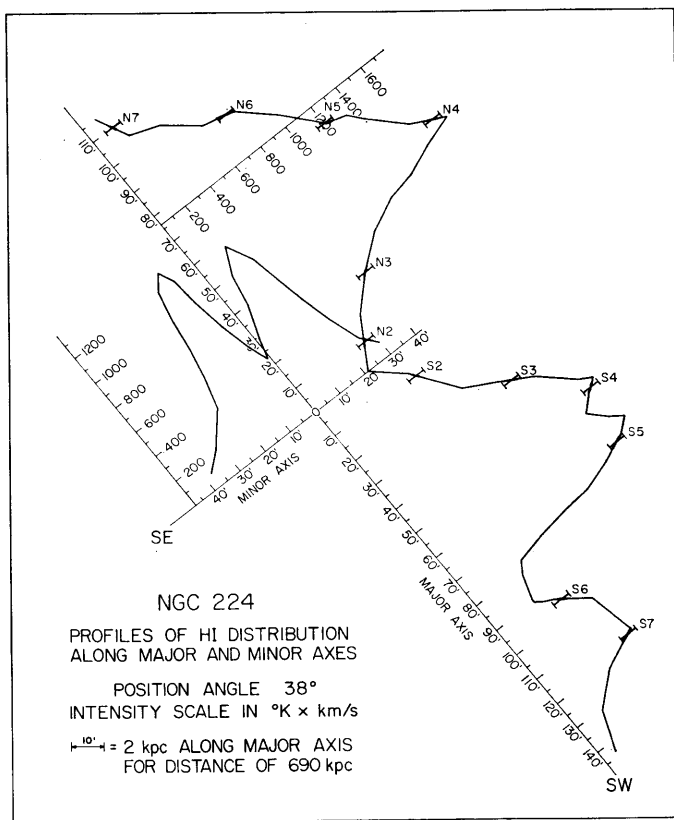 1600
1400
1200
1000
800
600
400
200
N7
N6
N5
N4
N3
N2
S2
S3
S4
S5
S6
S7
110'
100'
90'
80'
70'
60'
50'
40'
30'
20'
10'
0
10'
20'
30'
40'
50'
60'
70'
80'
90'
100'
110'
120'
130'
140'
MAJOR AXIS
SW
1200
1000
800
600
400
200
40'
30'
20'
10'
10'
20'
30'
40'
MINOR AXIS
SE
NGC 224
PROFILES OF HI DISTRIBUTION
ALONG MAJOR AND MINOR AXES
POSITION ANGLE 38°
INTENSITY SCALE IN °K × km/s
10' = 2 kpc ALONG MAJOR AXIS
FOR DISTANCE OF 690 kpc